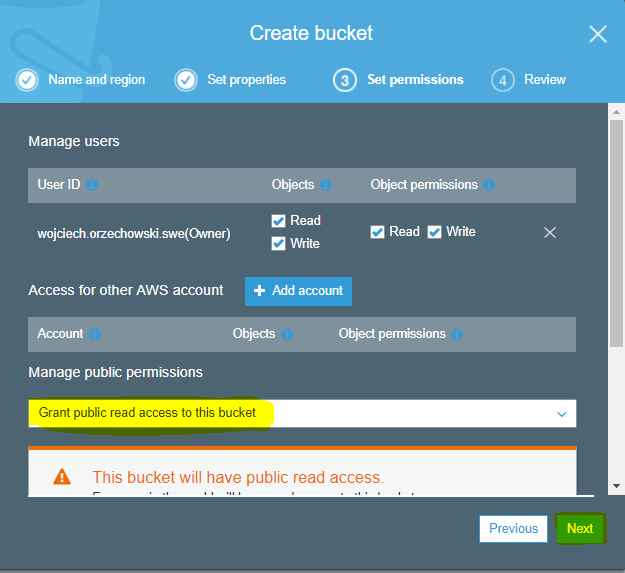 Create bucket
Name and region
Set properties
3 Set permissions
4 Review
Manage users
User ID Objects Object permissions
wojciech.orzechowski.swe(Owner) Read Write Read Write
Access for other AWS account + Add account
Account Objects Object permissions
Manage public permissions
Grant public read access to this bucket
This bucket will have public read access.
Previous Next